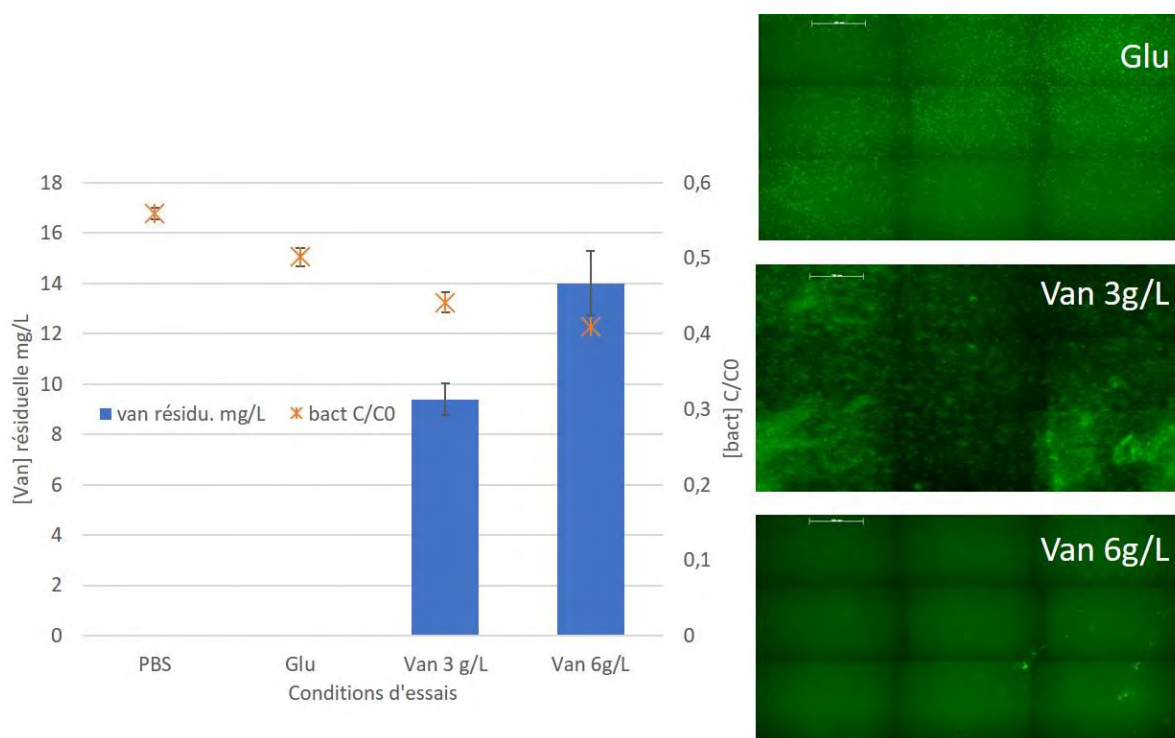 18
16
14
12
10
8
6
4
2
0
[Van] résiduelle mg/L
0,6
0,5
0,4
0,3
0,2
0,1
0
[bact] C/C0
van résidu. mg/L
bact C/C0
PBS
Glu
Van 3 g/L
Van 6g/L
Conditions d'essais
Glu
Van 3g/L
Van 6g/L